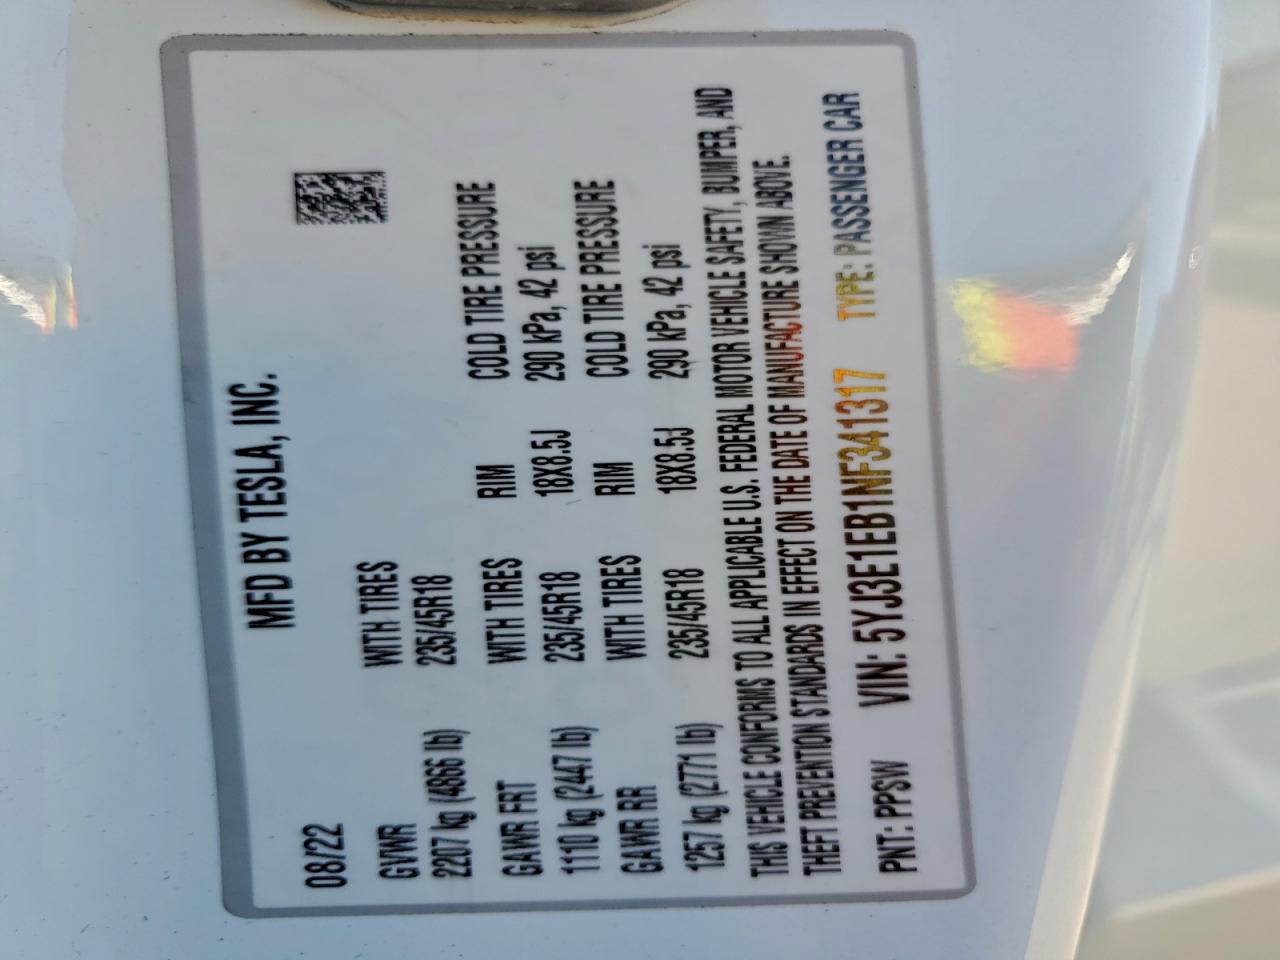 MFD BY TESLA, INC.
08/22
GVWR WITH TIRES
2207 kg (4866 lb) 235/45R18
GAWR FRT WITH TIRES RIM COLD TIRE PRESSURE
1110 kg (2447 lb) 235/45R18 18X8.5J 290 kPa, 42 psi
GAWR RR WITH TIRES RIM COLD TIRE PRESSURE
1257 kg (2771 lb) 235/45R18 18X8.5J 290 kPa, 42 psi
THIS VEHICLE CONFORMS TO ALL APPLICABLE U.S. FEDERAL MOTOR VEHICLE SAFETY, BUMPER, AND
THEFT PREVENTION STANDARDS IN EFFECT ON THE DATE OF MANUFACTURE SHOWN ABOVE.
PNT: PPSW VIN: 5YJ3E1EB1NF341317 TYPE: PASSENGER CAR